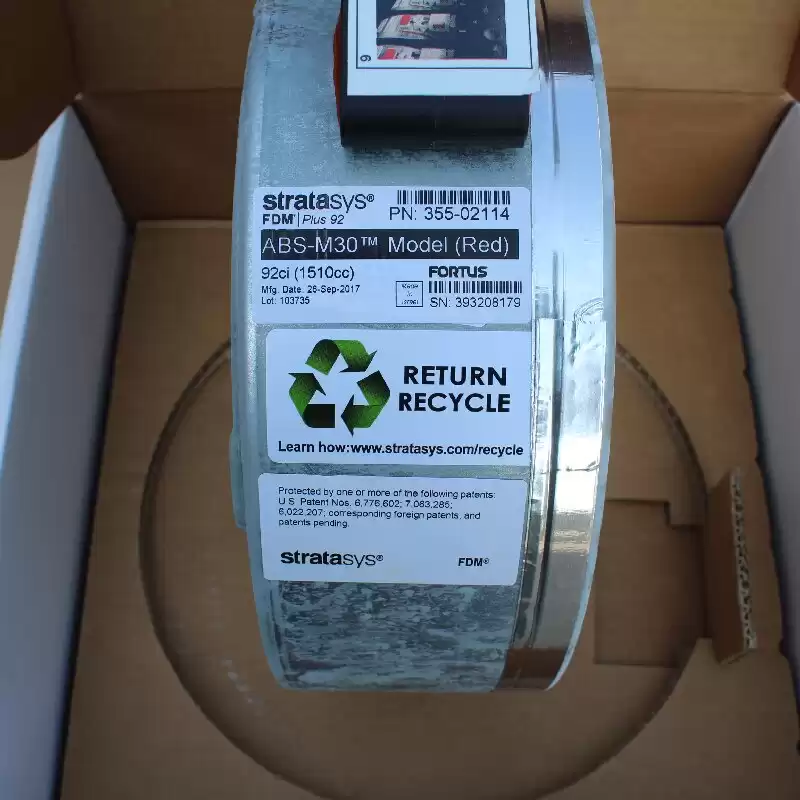 6
stratasys®
FDM® | Plus 92
PN: 355-02114
ABS-M30™ Model (Red)
92ci (1510cc)
FORTUS
Mfg. Date: 26-Sep-2017
Lot: 103735
SN: 393208179
RETURN
RECYCLE
Learn how:www.stratasys.com/recycle
Protected by one or more of the following patents:
U.S. Patent Nos. 6,776,602; 7,063,285;
6,022,207; corresponding foreign patents, and
patents pending.
stratasys®
FDM®